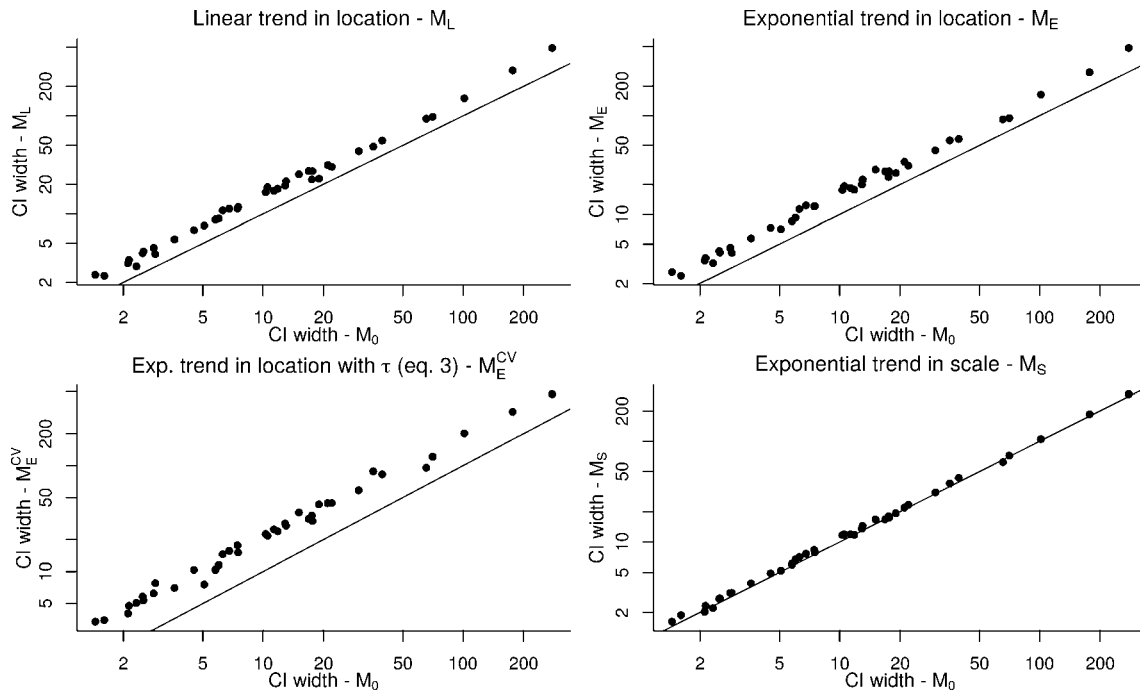 Linear trend in location - M_L
CI width - M_L
2 5 20 50 200
2 5 10 20 50 100 200
CI width - M_0
Exponential trend in location - M_E
CI width - M_E
2 5 10 20 50 200
2 5 10 20 50 100 200
CI width - M_0
Exp. trend in location with τ (eq. 3) - M_E^CV
CI width - M_E^CV
5 10 50 200
2 5 10 20 50 100 200
CI width - M_0
Exponential trend in scale - M_S
CI width - M_S
2 5 10 20 50 200
2 5 10 20 50 100 200
CI width - M_0